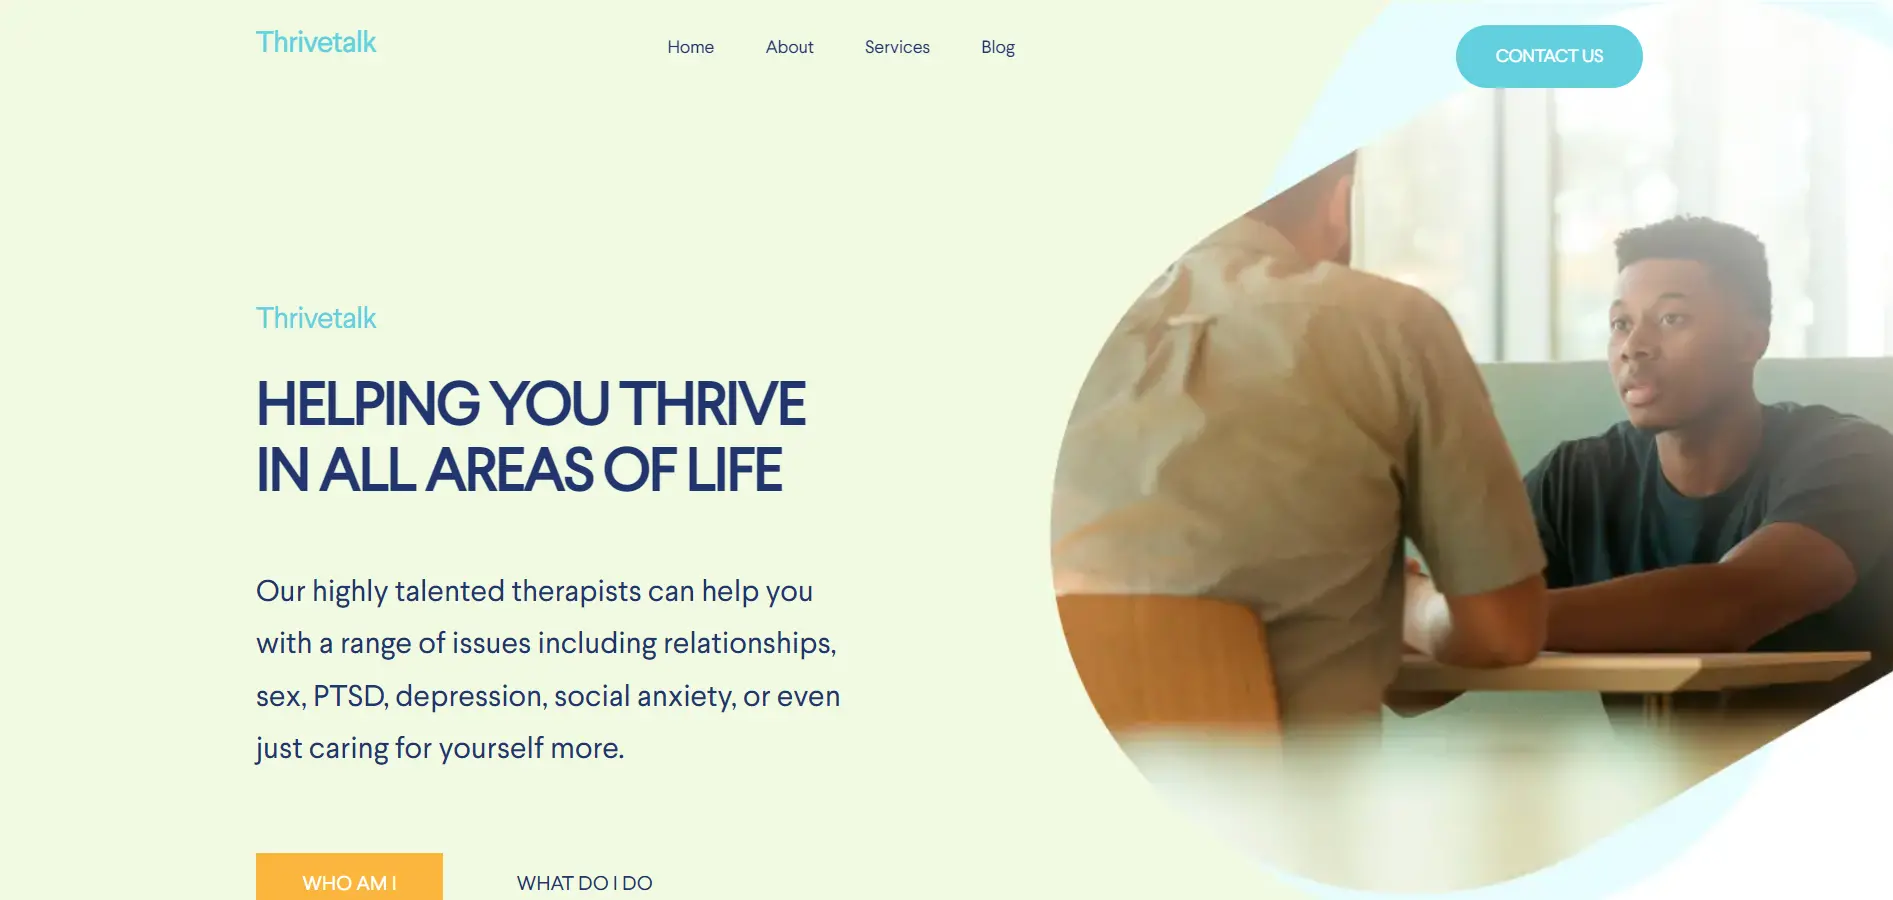 Thrivetalk
Home
About
Services
Blog
CONTACT US
Thrivetalk
HELPING YOU THRIVE
IN ALL AREAS OF LIFE
Our highly talented therapists can help you
with a range of issues including relationships,
sex, PTSD, depression, social anxiety, or even
just caring for yourself more.
WHO AM I
WHAT DO I DO